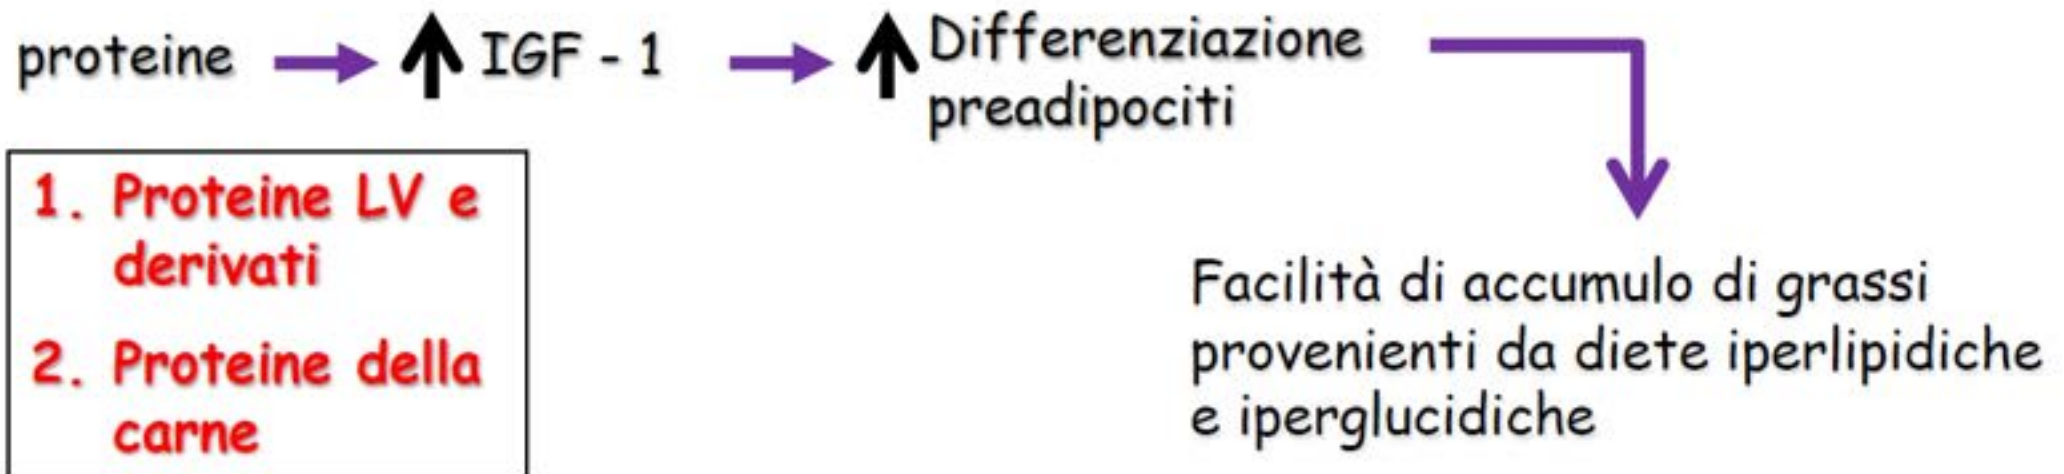 proteine → ↑ IGF - 1 → ↑ Differenziazione
preadipociti
1. Proteine LV e
derivati
2. Proteine della
carne
Facilità di accumulo di grassi
provenienti da diete iperlipidiche
e iperglucidiche